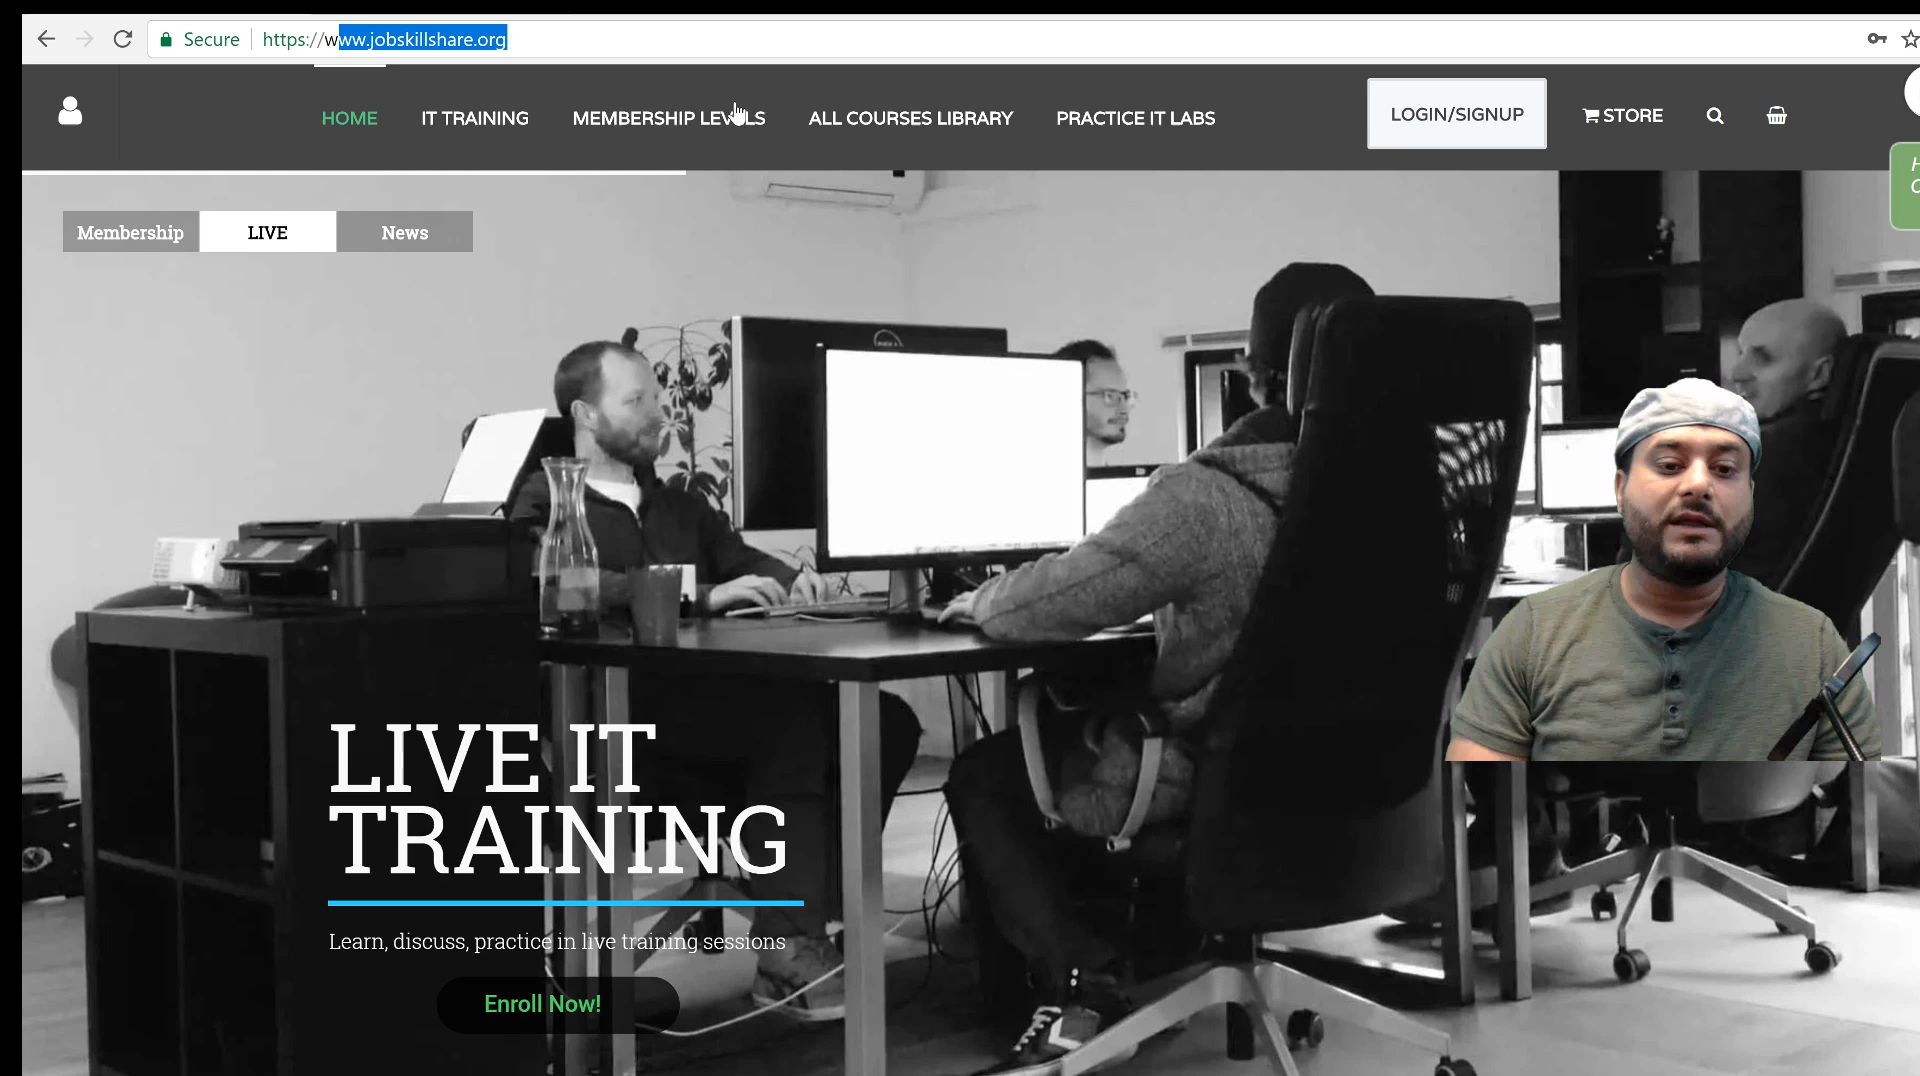 Secure https://www.jobskillshare.org
HOME IT TRAINING MEMBERSHIP LEVELS ALL COURSES LIBRARY PRACTICE IT LABS LOGIN/SIGNUP STORE
Membership LIVE News
LIVE IT
TRAINING
Learn, discuss, practice in live training sessions
Enroll Now!